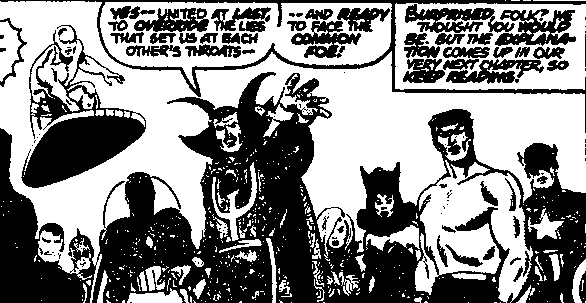 YES--UNITED AT LAST,
TO OVERRIDE THE LIES
THAT SET US AT EACH
OTHER'S THROATS--
--AND READY
TO FACE THE
COMMON
FOE!
SURPRISED, FOLK? WE
THOUGHT YOU WOULD
BE. BUT THE EXPLANA-
TION COMES UP IN OUR
VERY NEXT CHAPTER, SO
KEEP READING!